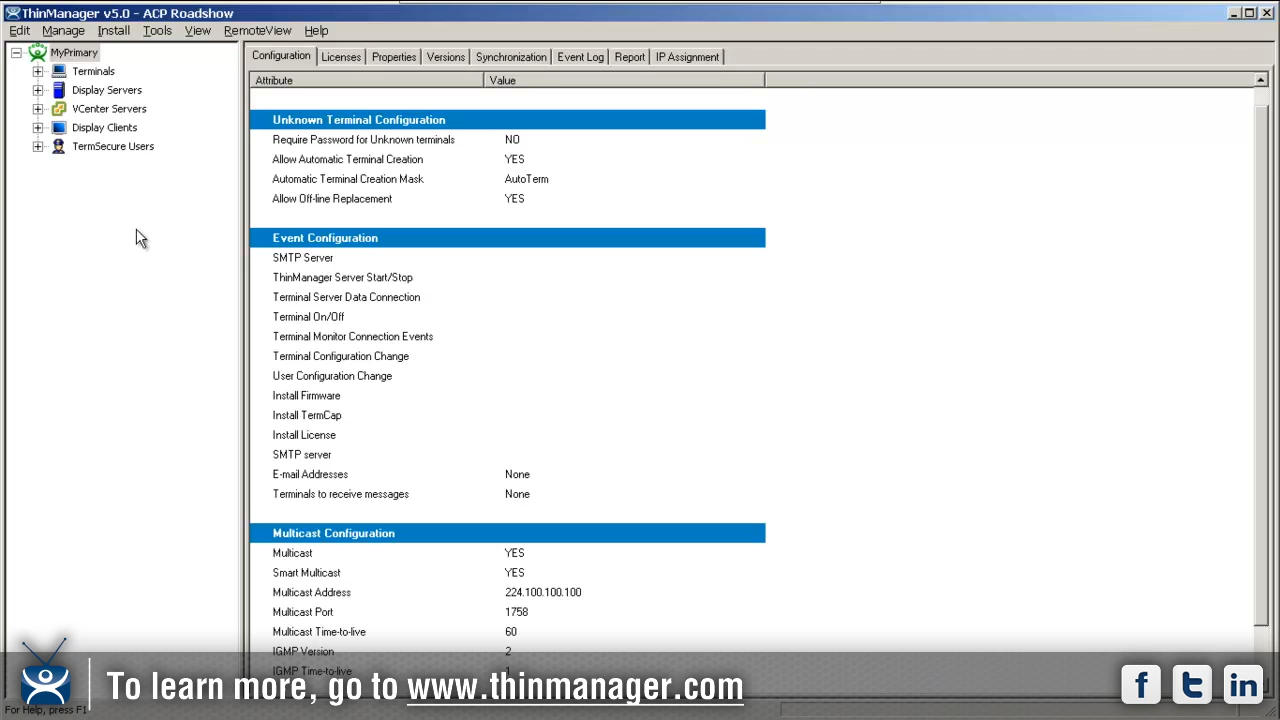 ThinManager v5.0 - ACP Roadshow
Edit Manage Install Tools View RemoteView Help
MyPrimary
Terminals
Display Servers
VCenter Servers
Display Clients
TermSecure Users
Configuration Licenses Properties Versions Synchronization Event Log Report IP Assignment
Attribute Value
Unknown Terminal Configuration
Require Password for Unknown terminals NO
Allow Automatic Terminal Creation YES
Automatic Terminal Creation Mask AutoTerm
Allow Off-line Replacement YES
Event Configuration
SMTP Server
ThinManager Server Start/Stop
Terminal Server Data Connection
Terminal On/Off
Terminal Monitor Connection Events
Terminal Configuration Change
User Configuration Change
Install Firmware
Install TermCap
Install License
SMTP server
E-mail Addresses None
Terminals to receive messages None
Multicast Configuration
Multicast YES
Smart Multicast YES
Multicast Address 224.100.100.100
Multicast Port 1758
Multicast Time-to-live 60
IGMP Version 2
IGMP Time-to-live 1
To learn more, go to www.thinmanager.com
f t in
For Help, press F1